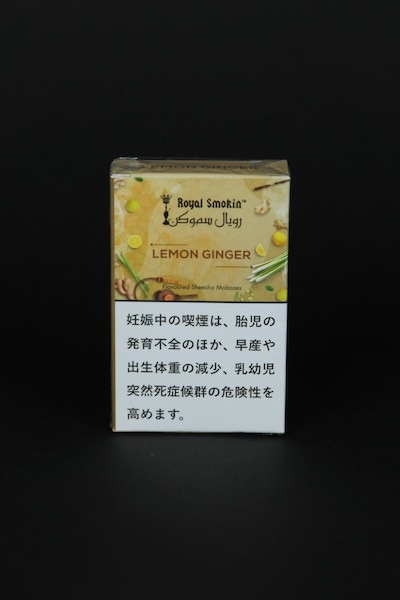 LEMON GINGER
Royal Smokin™
رويال سموكن
LEMON GINGER
Flavoured Sheesha Molasses
妊娠中の喫煙は、胎児の
発育不全のほか、早産や
出生体重の減少、乳幼児
突然死症候群の危険性を
高めます。